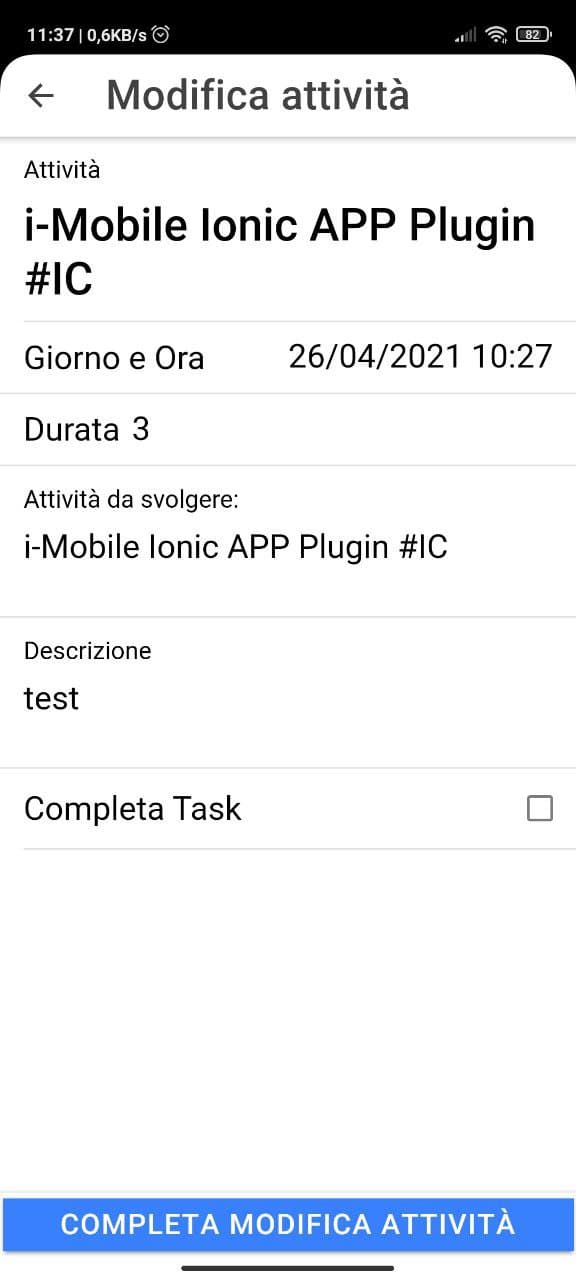 11:37 | 0,6KB/s 82
Modifica attività
Attività
i-Mobile Ionic APP Plugin
#IC
Giorno e Ora 26/04/2021 10:27
Durata 3
Attività da svolgere:
i-Mobile Ionic APP Plugin #IC
Descrizione
test
Completa Task
COMPLETA MODIFICA ATTIVITÀ